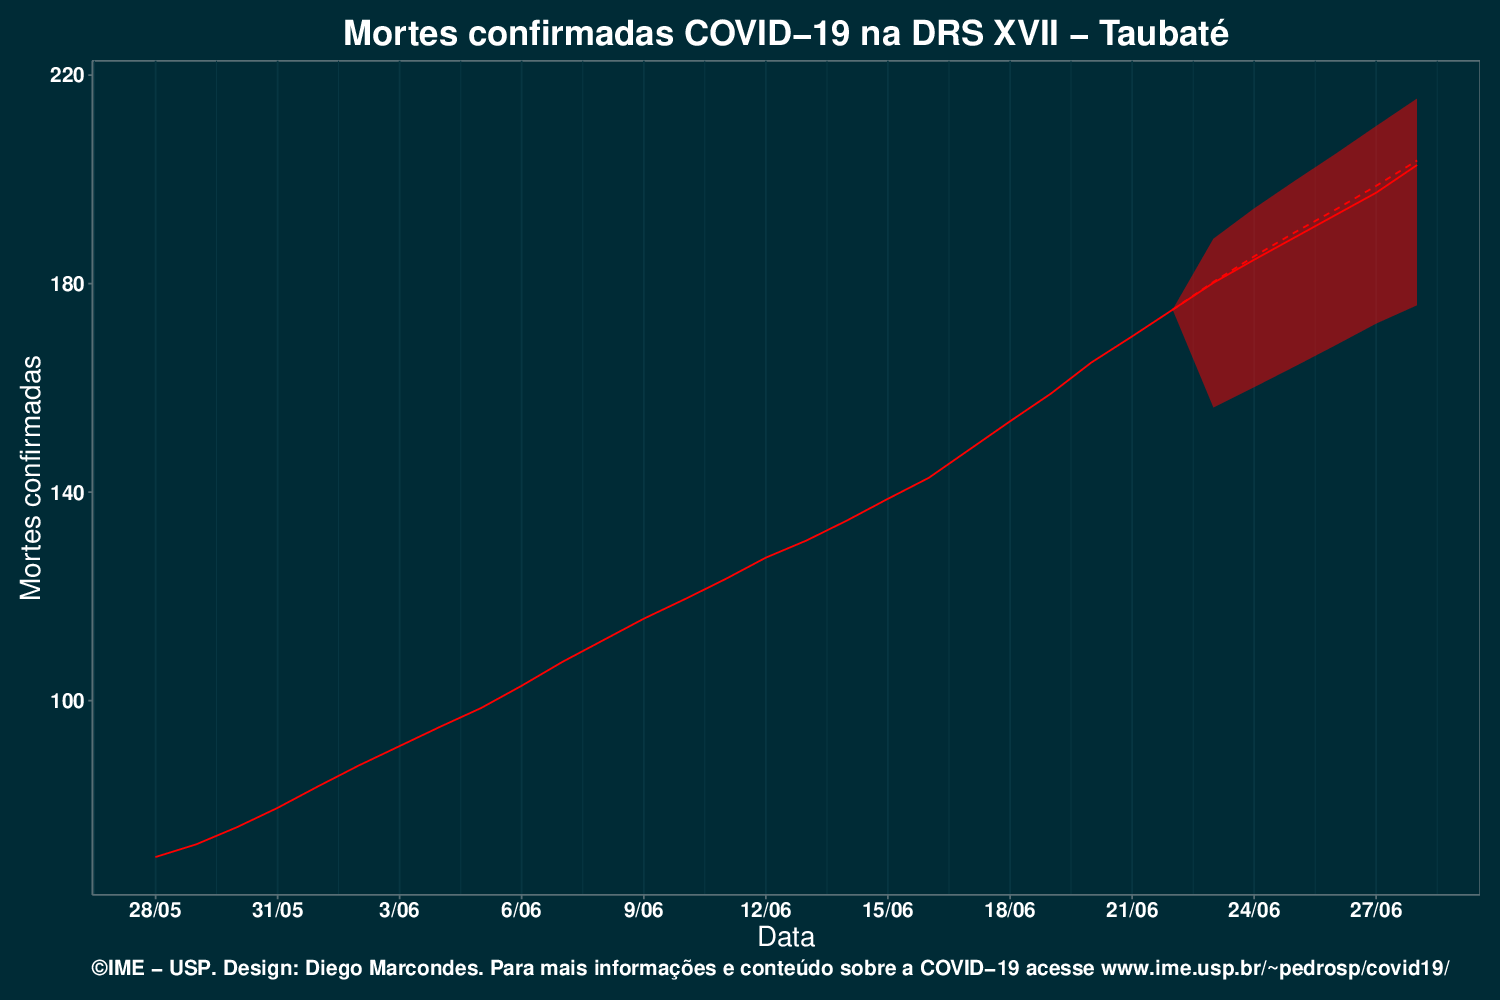 Mortes confirmadas COVID−19 na DRS XVII − Taubaté
220
180
140
100
Mortes confirmadas
28/05 31/05 3/06 6/06 9/06 12/06 15/06 18/06 21/06 24/06 27/06
Data
©IME − USP. Design: Diego Marcondes. Para mais informações e conteúdo sobre a COVID−19 acesse www.ime.usp.br/~pedrosp/covid19/